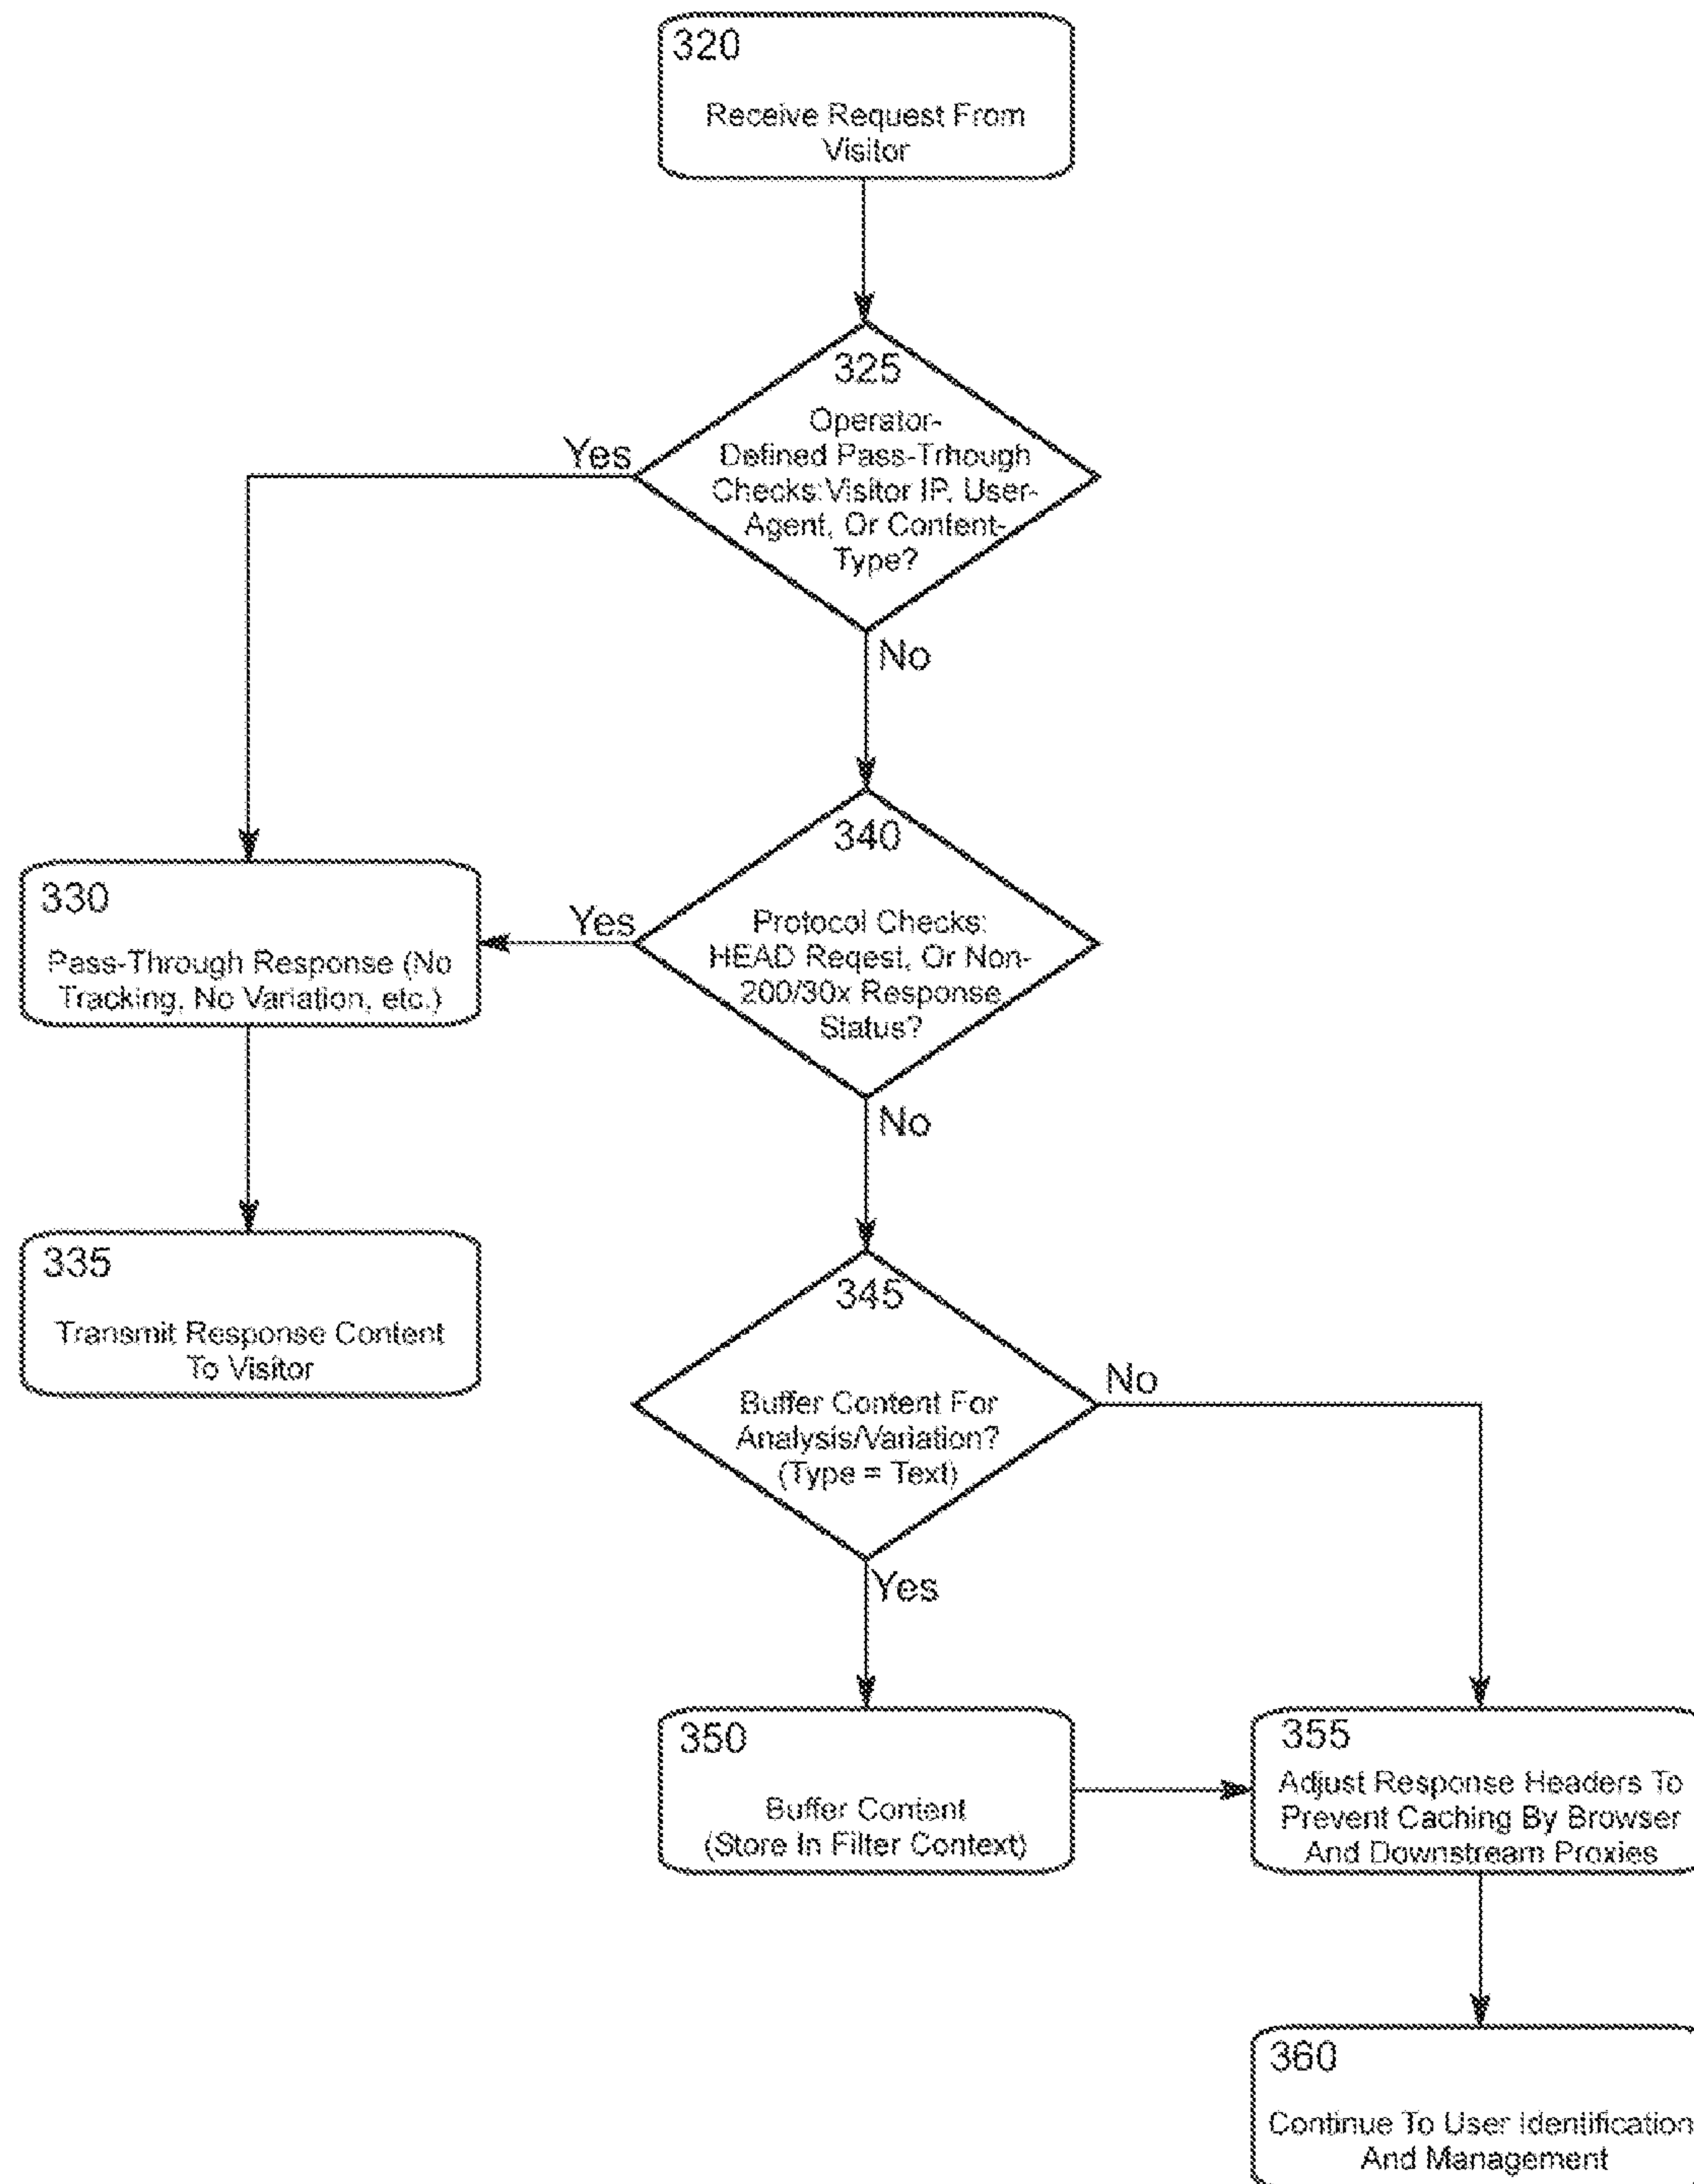 320
Receive Request From
Visitor
325
Operator-
Defined Pass-Trhough
Checks:Visitor IP, User-
Agent, Or Content-
Type?
Yes
No
340
Protocol Checks:
HEAD Reqest, Or Non-
200/30x Response
Status?
Yes
No
330
Pass-Through Response (No
Tracking, No Variation, etc.)
335
Transmit Response Content
To Visitor
345
Buffer Content For
Analysis/Variation?
(Type = Text)
No
Yes
350
Buffer Content
(Store In Filter Context)
355
Adjust Response Headers To
Prevent Caching By Browser
And Downstream Proxies
360
Continue To User Identification
And Management